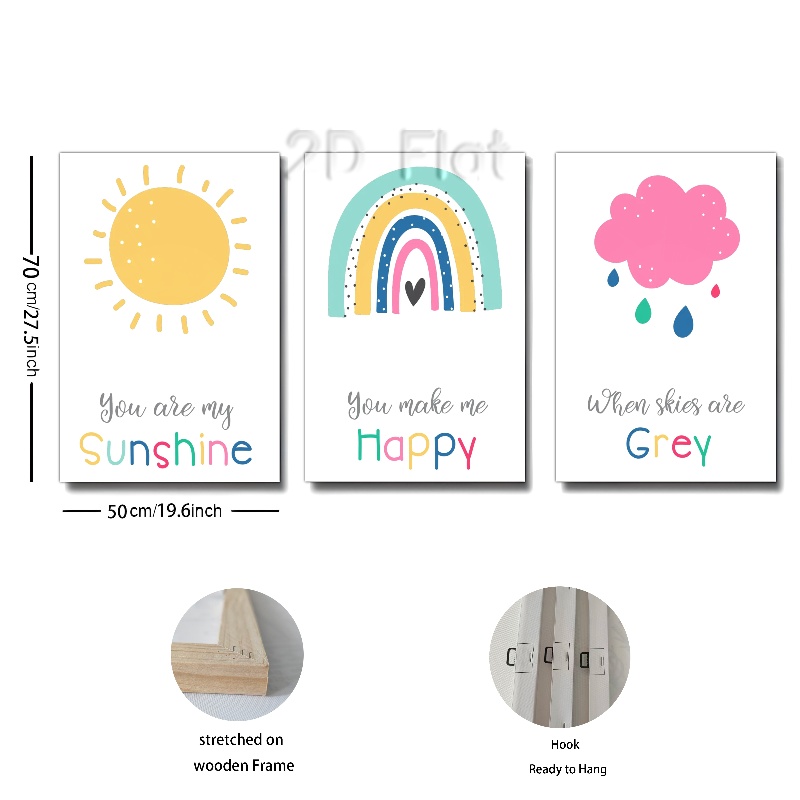 2D Flat
You are my
Sunshine
You make me
Happy
When skies are
Grey
70 cm/27.5inch
50 cm/19.6inch
stretched on
wooden Frame
Hook
Ready to Hang